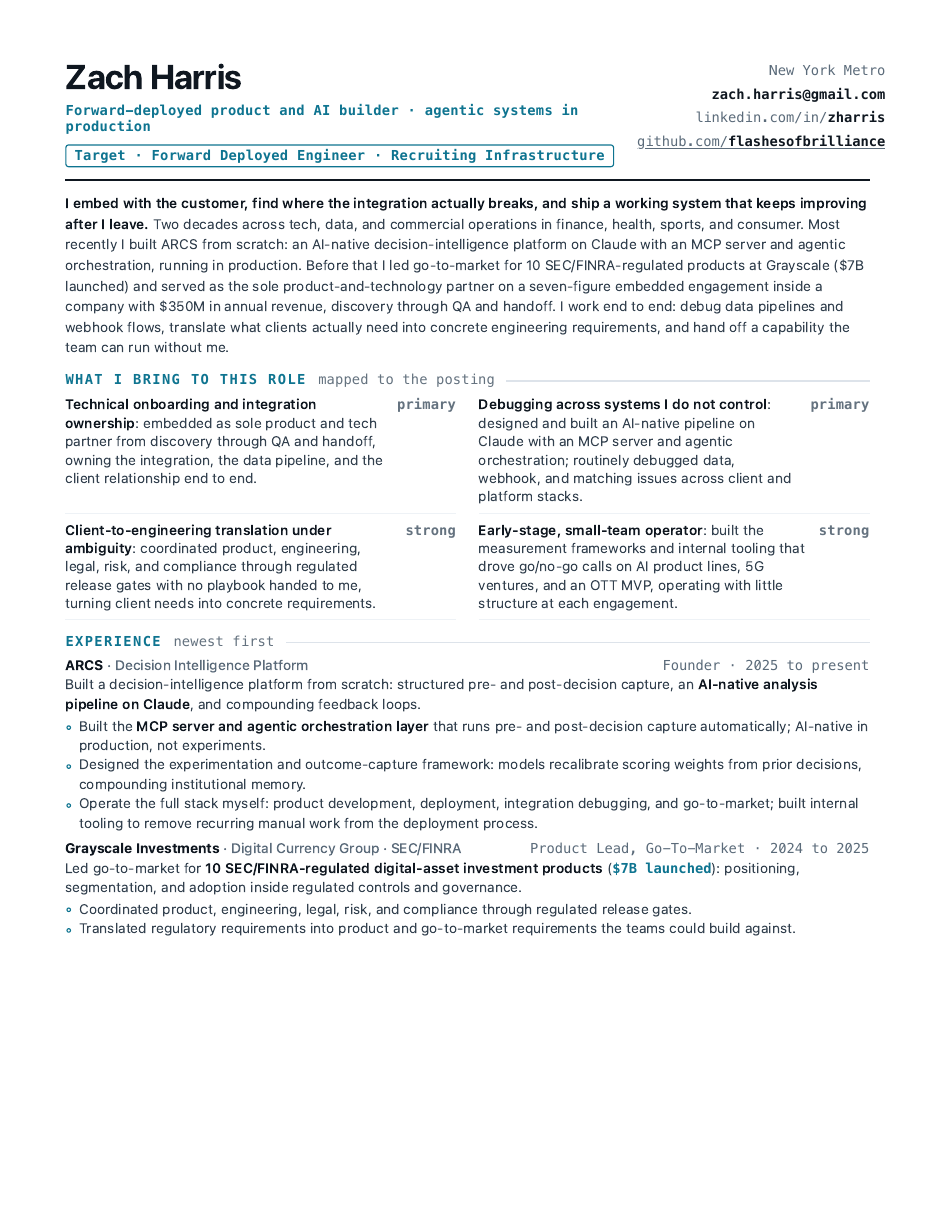 Zach Harris
Forward-deployed product and AI builder · agentic systems in
production
Target · Forward Deployed Engineer · Recruiting Infrastructure
New York Metro
zach.harris@gmail.com
linkedin.com/in/zharris
github.com/flashesofbrilliance
I embed with the customer, find where the integration actually breaks, and ship a working system that keeps improving
after I leave. Two decades across tech, data, and commercial operations in finance, health, sports, and consumer. Most
recently I built ARCS from scratch: an AI-native decision-intelligence platform on Claude with an MCP server and agentic
orchestration, running in production. Before that I led go-to-market for 10 SEC/FINRA-regulated products at Grayscale ($7B
launched) and served as the sole product-and-technology partner on a seven-figure embedded engagement inside a
company with $350M in annual revenue, discovery through QA and handoff. I work end to end: debug data pipelines and
webhook flows, translate what clients actually need into concrete engineering requirements, and hand off a capability the
team can run without me.
WHAT I BRING TO THIS ROLE mapped to the posting
Technical onboarding and integration primary
ownership: embedded as sole product and tech
partner from discovery through QA and handoff,
owning the integration, the data pipeline, and the
client relationship end to end.
Debugging across systems I do not control: primary
designed and built an AI-native pipeline on
Claude with an MCP server and agentic
orchestration; routinely debugged data,
webhook, and matching issues across client and
platform stacks.
Client-to-engineering translation under strong
ambiguity: coordinated product, engineering,
legal, risk, and compliance through regulated
release gates with no playbook handed to me,
turning client needs into concrete requirements.
Early-stage, small-team operator: built the strong
measurement frameworks and internal tooling that
drove go/no-go calls on AI product lines, 5G
ventures, and an OTT MVP, operating with little
structure at each engagement.
EXPERIENCE newest first
ARCS · Decision Intelligence Platform Founder · 2025 to present
Built a decision-intelligence platform from scratch: structured pre- and post-decision capture, an AI-native analysis
pipeline on Claude, and compounding feedback loops.
Built the MCP server and agentic orchestration layer that runs pre- and post-decision capture automatically; AI-native in
production, not experiments.
Designed the experimentation and outcome-capture framework: models recalibrate scoring weights from prior decisions,
compounding institutional memory.
Operate the full stack myself: product development, deployment, integration debugging, and go-to-market; built internal
tooling to remove recurring manual work from the deployment process.
Grayscale Investments · Digital Currency Group · SEC/FINRA Product Lead, Go-To-Market · 2024 to 2025
Led go-to-market for 10 SEC/FINRA-regulated digital-asset investment products ($7B launched): positioning,
segmentation, and adoption inside regulated controls and governance.
Coordinated product, engineering, legal, risk, and compliance through regulated release gates.
Translated regulatory requirements into product and go-to-market requirements the teams could build against.